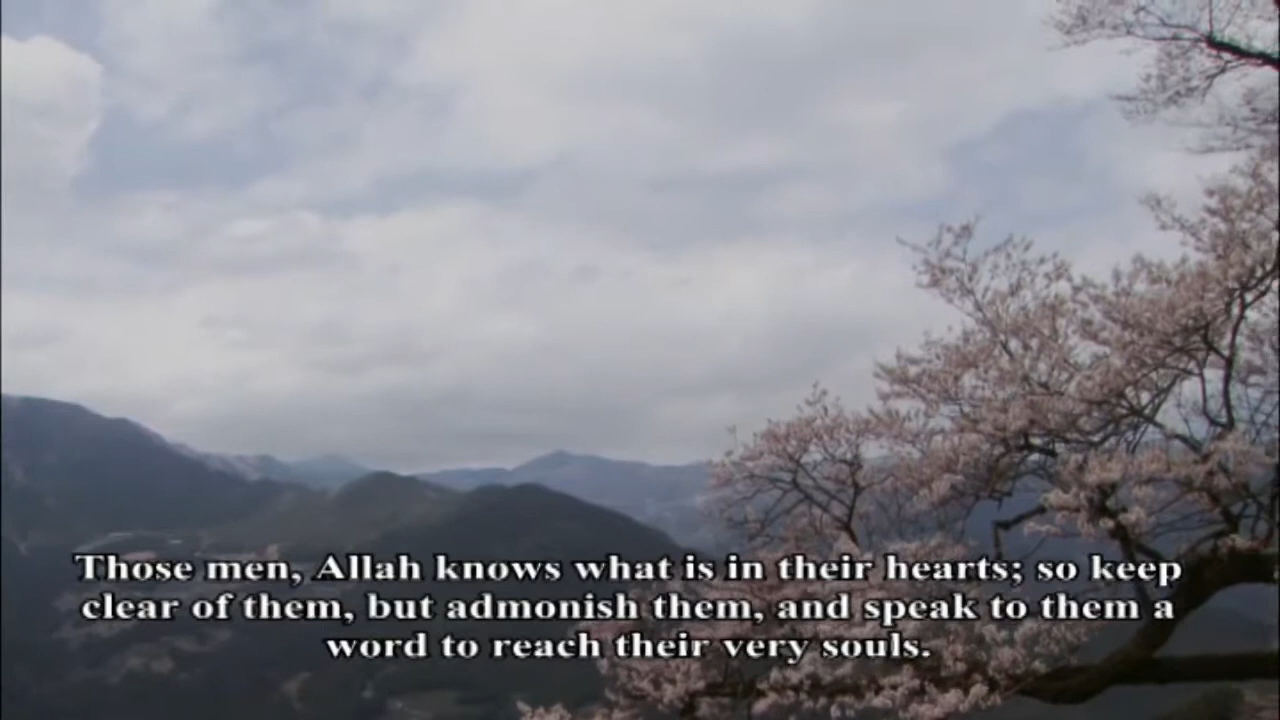 Those men, Allah knows what is in their hearts; so keep
clear of them, but admonish them, and speak to them a
word to reach their very souls.